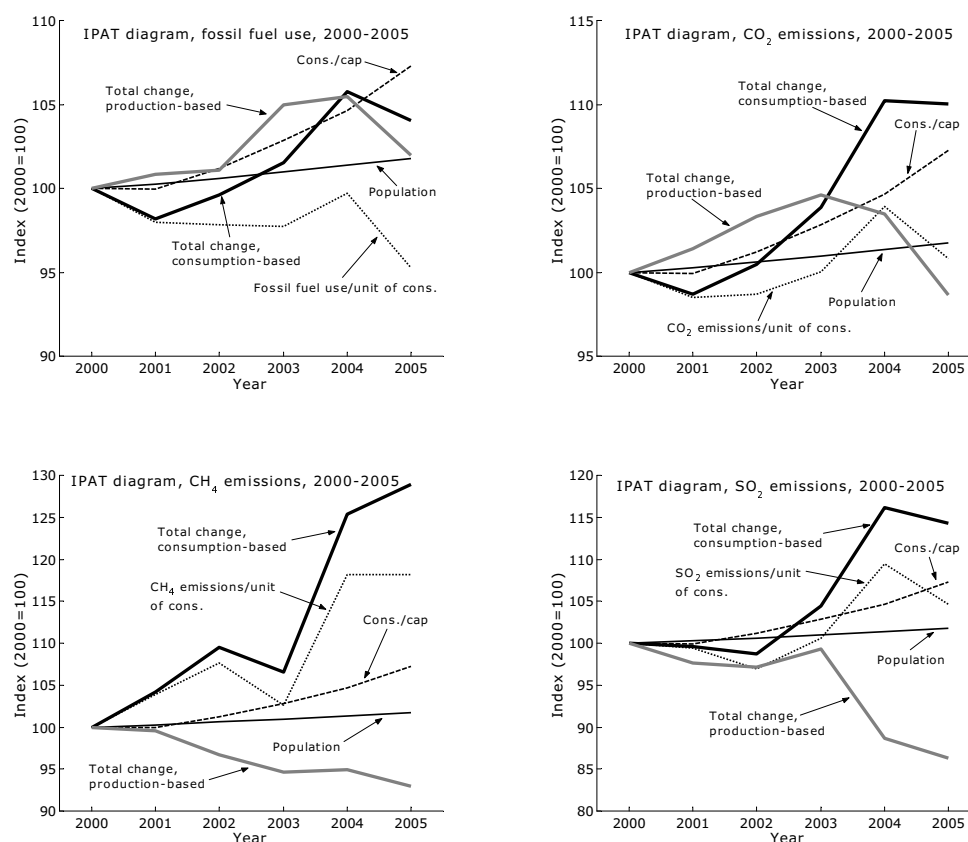 IPAT diagram, fossil fuel use, 2000-2005
110
105
100
95
90
Index (2000=100)
Cons./cap
Total change,
production-based
Population
Total change,
consumption-based
Fossil fuel use/unit of cons.
2000 2001 2002 2003 2004 2005
Year
IPAT diagram, CO₂ emissions, 2000-2005
115
110
105
100
95
Index (2000=100)
Total change,
consumption-based
Cons./cap
Total change,
production-based
Population
CO₂ emissions/unit of cons.
2000 2001 2002 2003 2004 2005
Year
IPAT diagram, CH₄ emissions, 2000-2005
130
125
120
115
110
105
100
95
90
Index (2000=100)
Total change,
consumption-based
CH₄ emissions/unit
of cons.
Cons./cap
Population
Total change,
production-based
2000 2001 2002 2003 2004 2005
Year
IPAT diagram, SO₂ emissions, 2000-2005
120
115
110
105
100
95
90
85
80
Index (2000=100)
Total change,
consumption-based
Cons./cap
SO₂ emissions/unit
of cons.
Population
Total change,
production-based
2000 2001 2002 2003 2004 2005
Year